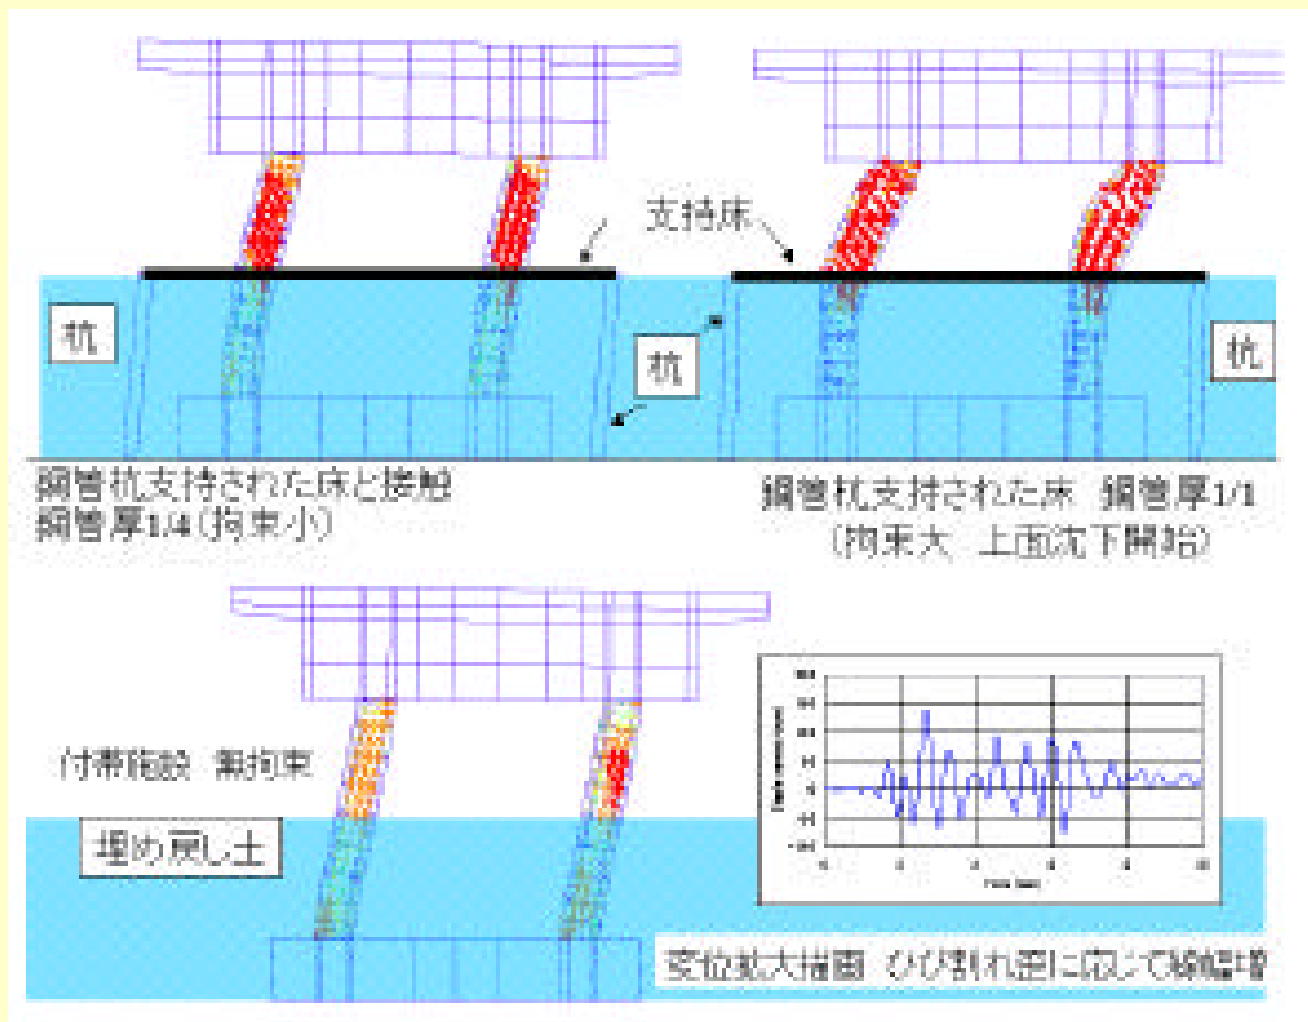 支持床
杭
杭
杭
鋼管杭支持された床と接触
鋼管厚1/4(拘束小)
鋼管杭支持された床 鋼管厚1/1
(拘束大 上面沈下開始)
付帯施設 無拘束
埋め戻し土
変位拡大描画 ひび割れ歪に応じて線幅増